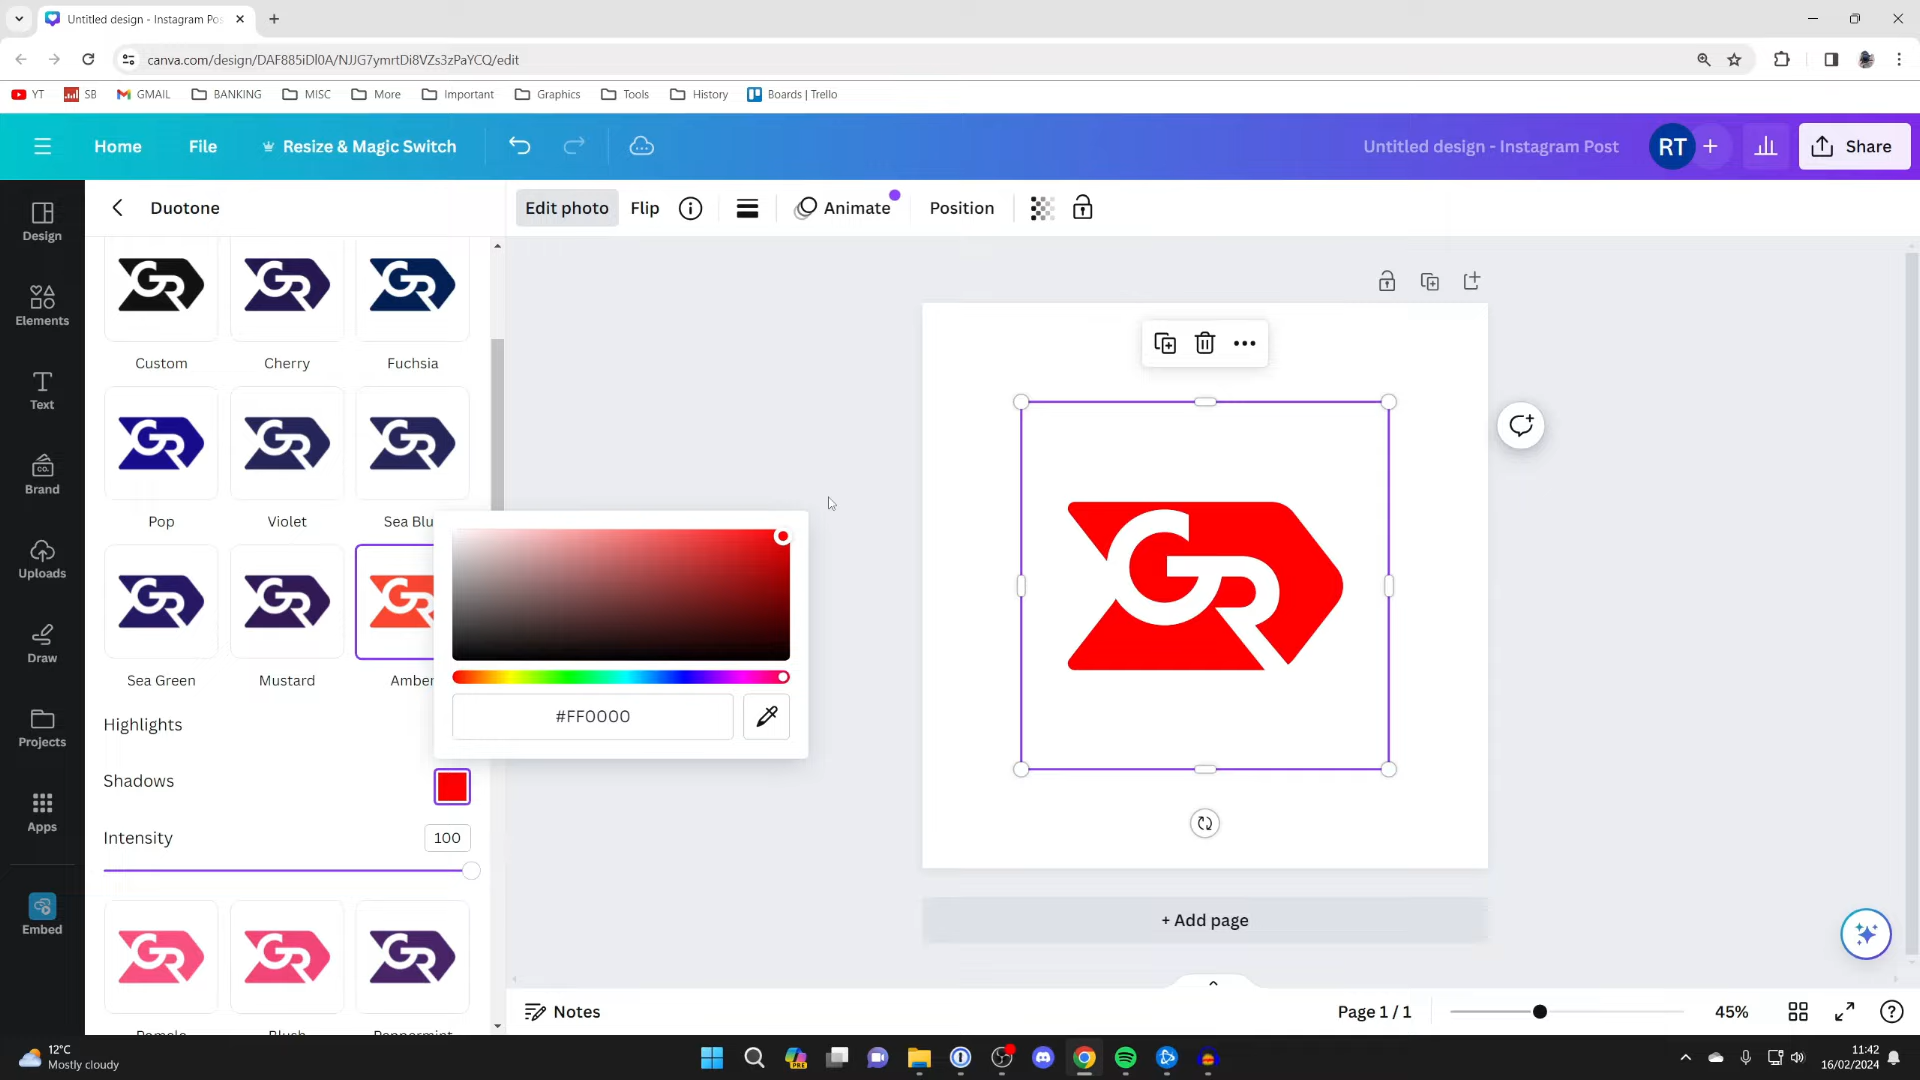 Untitled design - Instagram Pos
canva.com/design/DAF885iDl0A/NJJG7ymrtDi8VZs3zPaYCQ/edit
YT
SB
GMAIL
BANKING
MISC
More
Important
Graphics
Tools
History
Boards | Trello
Home
File
Resize & Magic Switch
Untitled design - Instagram Post
RT
Share
Duotone
Edit photo
Flip
Animate
Position
Design
Elements
Text
Brand
Uploads
Draw
Projects
Apps
Embed
Custom
Cherry
Fuchsia
Pop
Violet
Sea Blu
Sea Green
Mustard
Amber
Highlights
Shadows
Intensity
100
#FF0000
GR
+ Add page
Notes
Page 1 / 1
45%
12°C
Mostly cloudy
11:42
16/02/2024